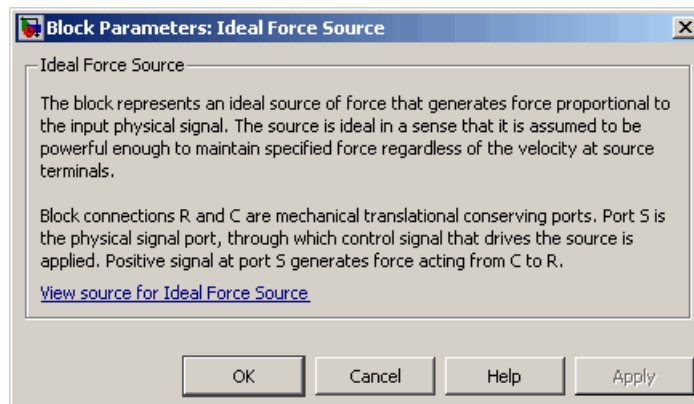 Block Parameters: Ideal Force Source
Ideal Force Source
The block represents an ideal source of force that generates force proportional to
the input physical signal. The source is ideal in a sense that it is assumed to be
powerful enough to maintain specified force regardless of the velocity at source
terminals.
Block connections R and C are mechanical translational conserving ports. Port S is
the physical signal port, through which control signal that drives the source is
applied. Positive signal at port S generates force acting from C to R.
View source for Ideal Force Source
OK Cancel Help Apply